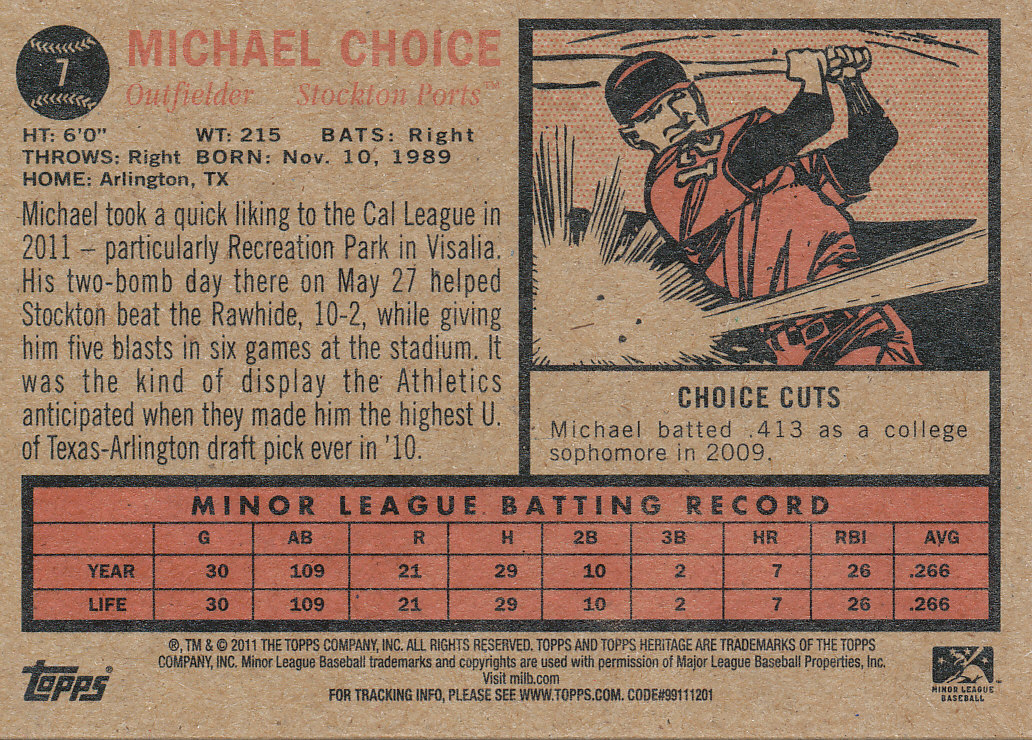 7
MICHAEL CHOICE
Outfielder Stockton Ports™
HT: 6'0" WT: 215 BATS: Right
THROWS: Right BORN: Nov. 10, 1989
HOME: Arlington, TX
Michael took a quick liking to the Cal League in
2011 – particularly Recreation Park in Visalia.
His two-bomb day there on May 27 helped
Stockton beat the Rawhide, 10-2, while giving
him five blasts in six games at the stadium. It
was the kind of display the Athletics
anticipated when they made him the highest U.
of Texas-Arlington draft pick ever in '10.
CHOICE CUTS
Michael batted .413 as a college
sophomore in 2009.
MINOR LEAGUE BATTING RECORD
G AB R H 2B 3B HR RBI AVG
YEAR 30 109 21 29 10 2 7 26 .266
LIFE 30 109 21 29 10 2 7 26 .266
®, TM & © 2011 THE TOPPS COMPANY, INC. ALL RIGHTS RESERVED. TOPPS AND TOPPS HERITAGE ARE TRADEMARKS OF THE TOPPS
COMPANY, INC. Minor League Baseball trademarks and copyrights are used with permission of Major League Baseball Properties, Inc.
Visit milb.com
FOR TRACKING INFO, PLEASE SEE WWW.TOPPS.COM. CODE#99111201
Topps®
MINOR LEAGUE
BASEBALL™